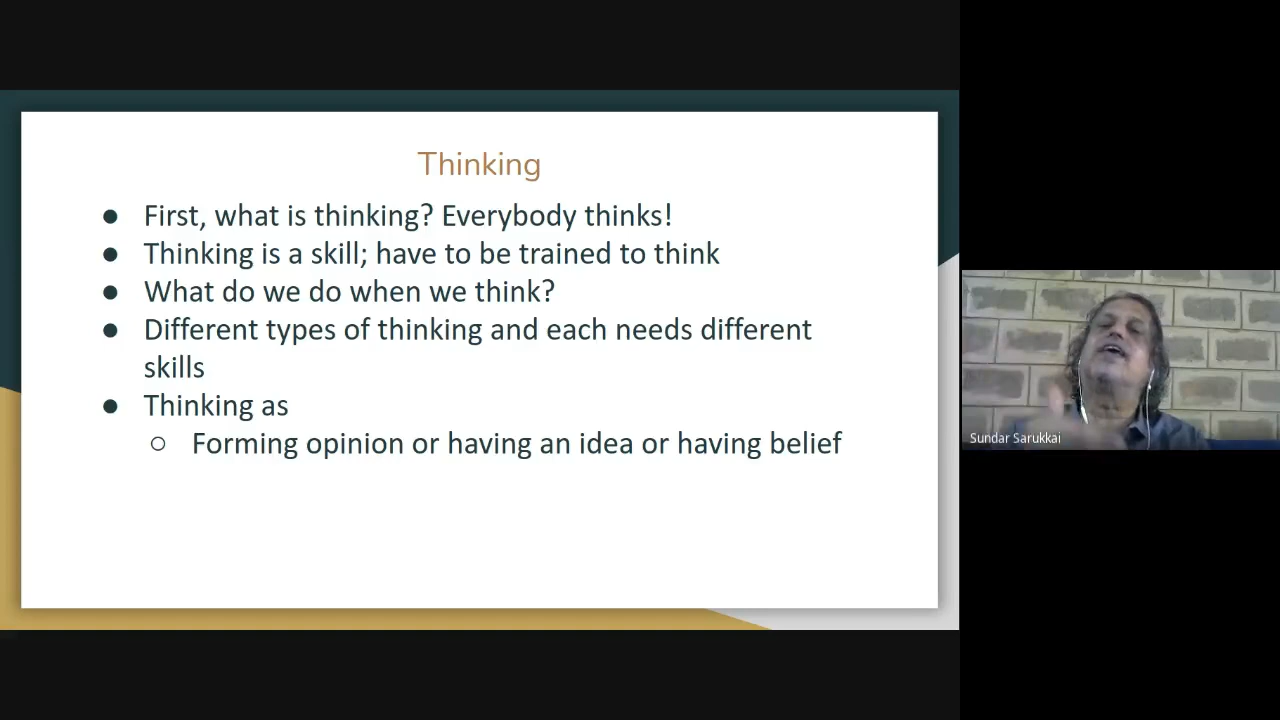 Thinking
● First, what is thinking? Everybody thinks!
● Thinking is a skill; have to be trained to think
● What do we do when we think?
● Different types of thinking and each needs different
skills
● Thinking as
○ Forming opinion or having an idea or having belief
Sundar Sarukkai